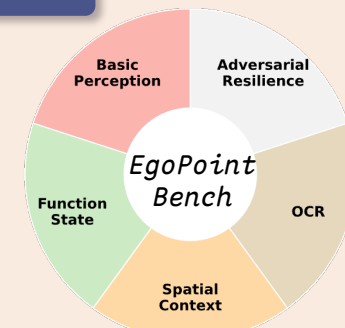 Basic
Perception
Adversarial
Resilience
EgoPoint
Bench
Function
State
OCR
Spatial
Context